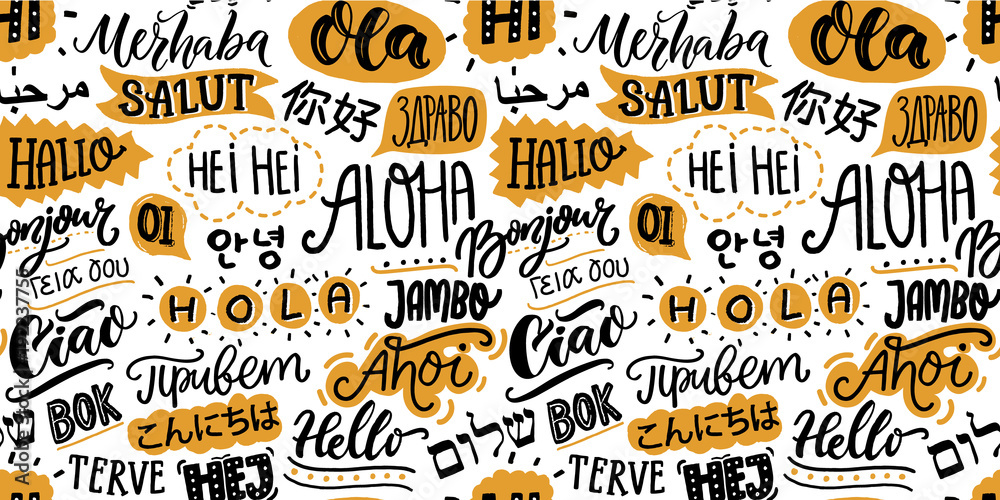 HI
Merhaba
Ola
Merhaba
Ola
HI
مرحبا
SALUT
你好
ЗДРАВО
مرحبا
SALUT
你好
ЗДРАВО
HALLO
HEI HEI
ALOHA
HALLO
HEI HEI
ALOHA
Bonjour
OI
안녕
Bonjour
OI
안녕
B
Γεια σου
HOLA
JAMBO
Γεια σου
HOLA
JAMBO
Ciao
Привет
Ahoi
Ciao
Привет
Ahoi
BOK
こんにちは
Hello
שלום
BOK
こんにちは
Hello
שלום
TERVE
HEJ
TERVE
HEJ